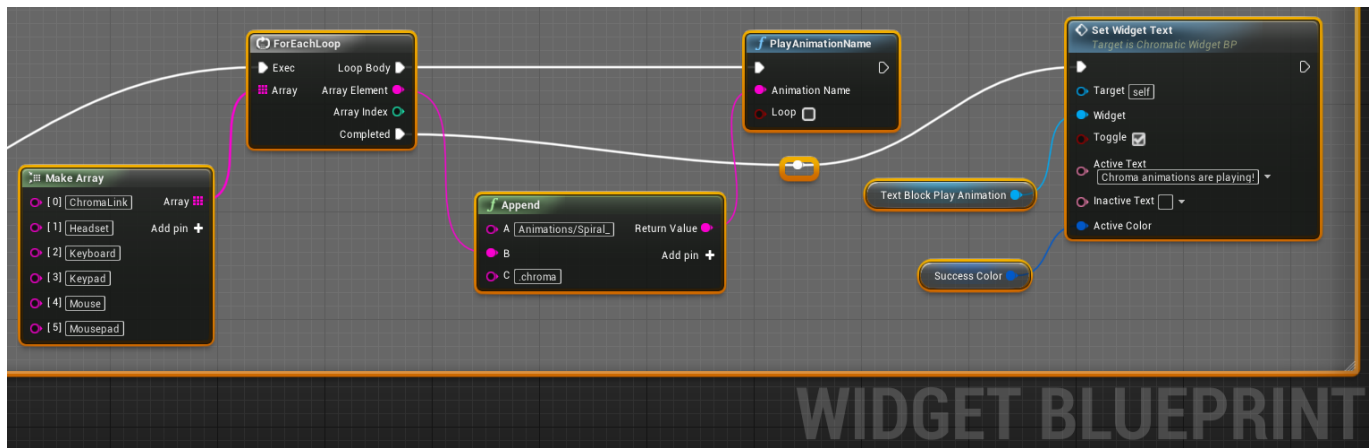 ForEachLoop
Exec Loop Body
Array Array Element
Array Index
Completed
Make Array
[0] ChromaLink Array
[1] Headset Add pin +
[2] Keyboard
[3] Keypad
[4] Mouse
[5] Mousepad
f Append
A Animations/Spiral_ Return Value
B Add pin +
C .chroma
f PlayAnimationName
Animation Name
Loop
Text Block Play Animation
Success Color
Set Widget Text
Target is Chromatic Widget BP
Target self
Widget
Toggle
Active Text
Chroma animations are playing!
Inactive Text
Active Color
WIDGET BLUEPRINT